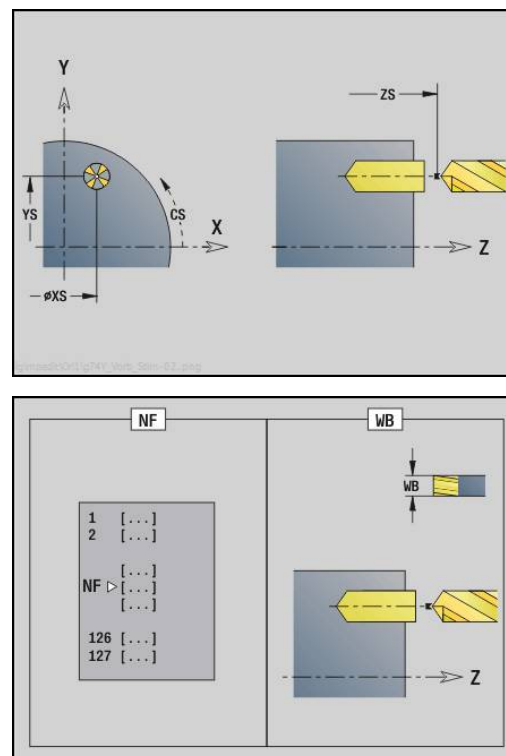 Y
ZS
YS
CS
X
Z
øXS
NF
WB
1 [...]
2 [...]
WB
[...]
NF [...]
[...]
126 [...]
127 [...]
Z